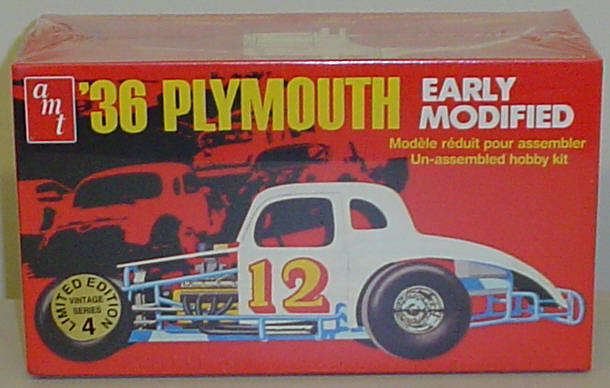 amt
'36 PLYMOUTH
EARLY
MODIFIED
Modèle réduit pour assembler
Un-assembled hobby kit
12
LIMITED EDITION
VINTAGE
SERIES
4